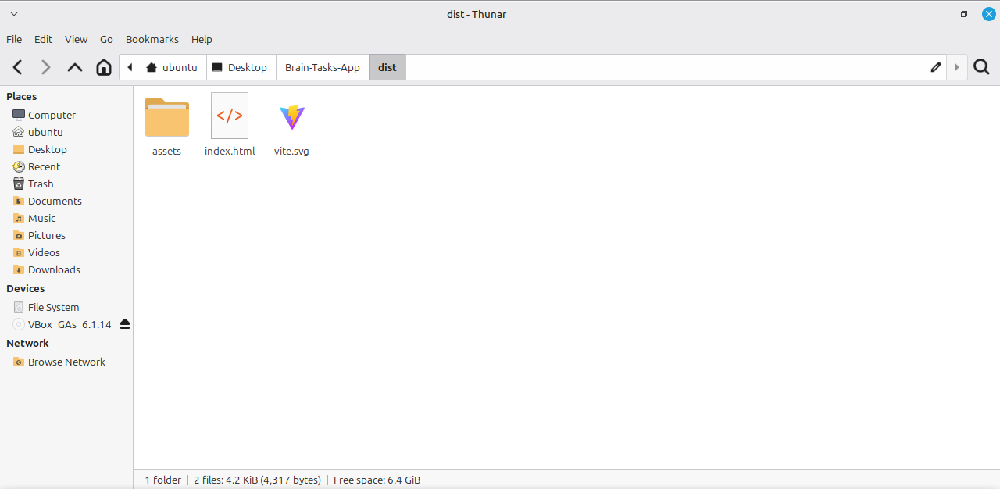 dist - Thunar
File Edit View Go Bookmarks Help
ubuntu Desktop Brain-Tasks-App dist
Places
Computer
ubuntu
Desktop
Recent
Trash
Documents
Music
Pictures
Videos
Downloads
Devices
File System
VBox_GAs_6.1.14
Network
Browse Network
</>
assets index.html vite.svg
1 folder | 2 files: 4.2 KiB (4,317 bytes) | Free space: 6.4 GiB